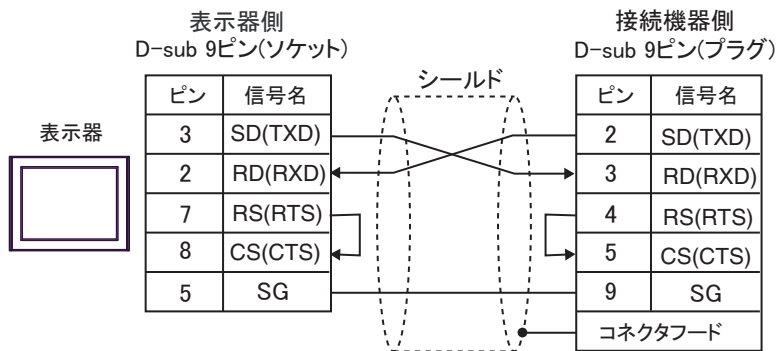 表示器側
D-sub 9ピン(ソケット)
接続機器側
D-sub 9ピン(プラグ)
シールド
表示器
ピン 信号名
3 SD(TXD)
2 RD(RXD)
7 RS(RTS)
8 CS(CTS)
5 SG
ピン 信号名
2 SD(TXD)
3 RD(RXD)
4 RS(RTS)
5 CS(CTS)
9 SG
コネクタフード